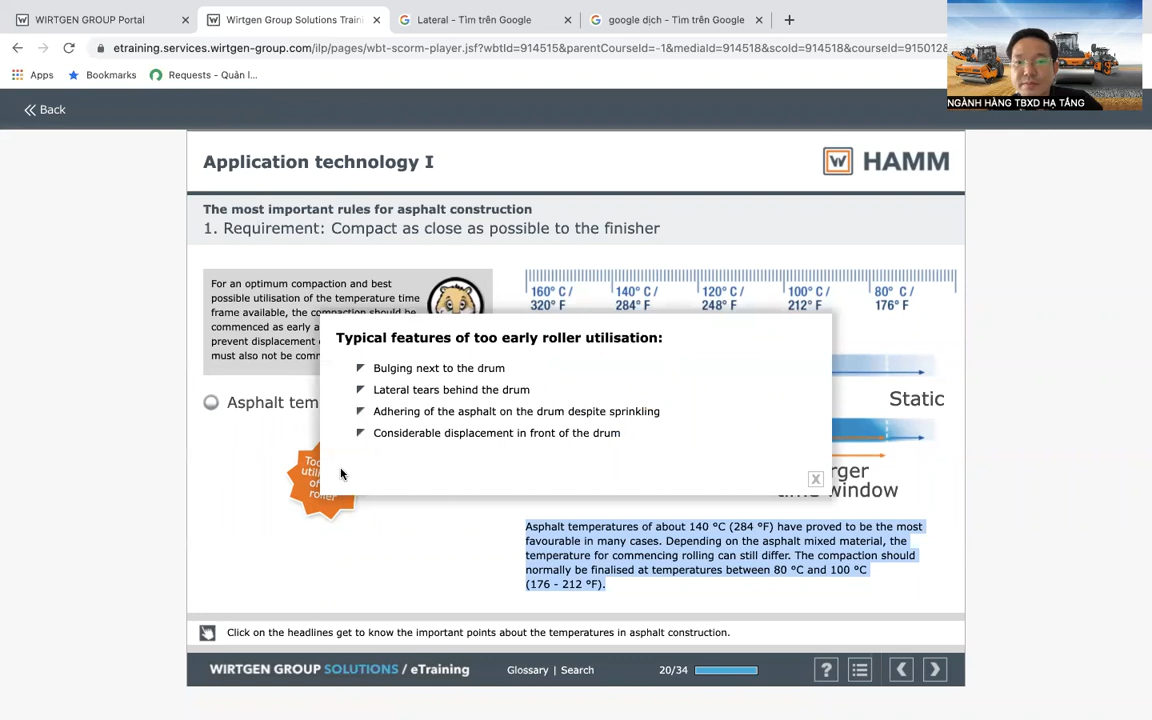 WIRTGEN GROUP Portal
Wirtgen Group Solutions Train
Lateral - Tìm trên Google
google dịch - Tìm trên Google
etraining.services.wirtgen-group.com/ilp/pages/wbt-scorm-player.jsf?wbtId=914515&parentCourseId=-1&mediaId=914518&scoId=914518&courseId=915012&
Apps
Bookmarks
Requests - Quản l...
NGÀNH HÀNG TBXD HẠ TẦNG
Back
Application technology I
W HAMM
The most important rules for asphalt construction
1. Requirement: Compact as close as possible to the finisher
For an optimum compaction and best
possible utilisation of the temperature time
frame available, the compaction should be
commenced as early a
prevent displacement
must also not be comm
160° C / 140° C / 120° C / 100° C / 80° C /
320° F 284° F 248° F 212° F 176° F
Typical features of too early roller utilisation:
Bulging next to the drum
Lateral tears behind the drum
Adhering of the asphalt on the drum despite sprinkling
Considerable displacement in front of the drum
X
Asphalt tem
Static
Too
utili
of
roller
rger
window
Asphalt temperatures of about 140 °C (284 °F) have proved to be the most
favourable in many cases. Depending on the asphalt mixed material, the
temperature for commencing rolling can still differ. The compaction should
normally be finalised at temperatures between 80 °C and 100 °C
(176 - 212 °F).
Click on the headlines get to know the important points about the temperatures in asphalt construction.
WIRTGEN GROUP SOLUTIONS / eTraining
Glossary | Search
20/34
?